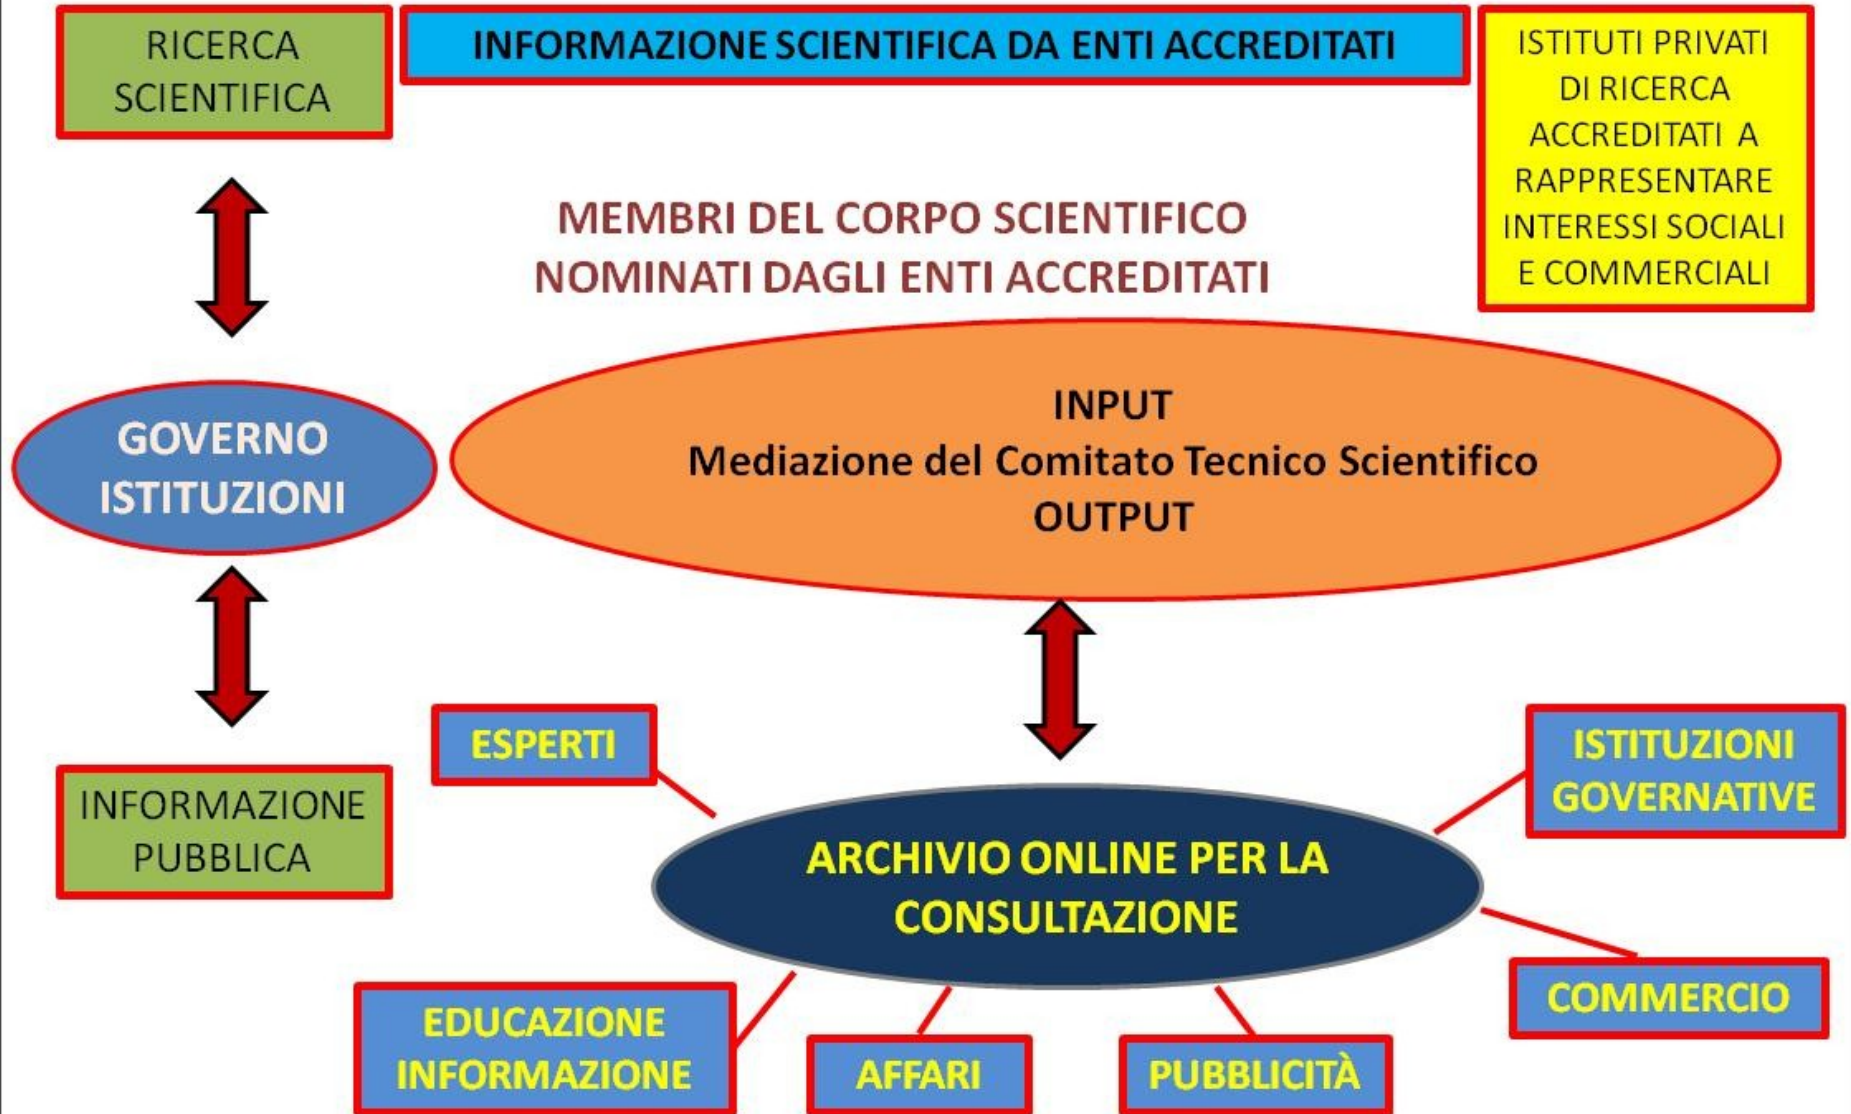 RICERCA
SCIENTIFICA
INFORMAZIONE SCIENTIFICA DA ENTI ACCREDITATI
ISTITUTI PRIVATI
DI RICERCA
ACCREDITATI A
RAPPRESENTARE
INTERESSI SOCIALI
E COMMERCIALI
MEMBRI DEL CORPO SCIENTIFICO
NOMINATI DAGLI ENTI ACCREDITATI
GOVERNO
ISTITUZIONI
INPUT
Mediazione del Comitato Tecnico Scientifico
OUTPUT
INFORMAZIONE
PUBBLICA
ESPERTI
ISTITUZIONI
GOVERNATIVE
ARCHIVIO ONLINE PER LA
CONSULTAZIONE
COMMERCIO
EDUCAZIONE
INFORMAZIONE
AFFARI
PUBBLICITÀ